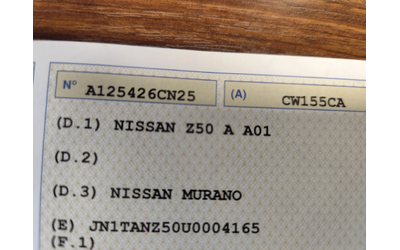 N° A125426CN25 (A) CW155CA
(D.1) NISSAN Z50 A A01
(D.2)
(D.3) NISSAN MURANO
(E) JN1TANZ50U0004165
(F.1)